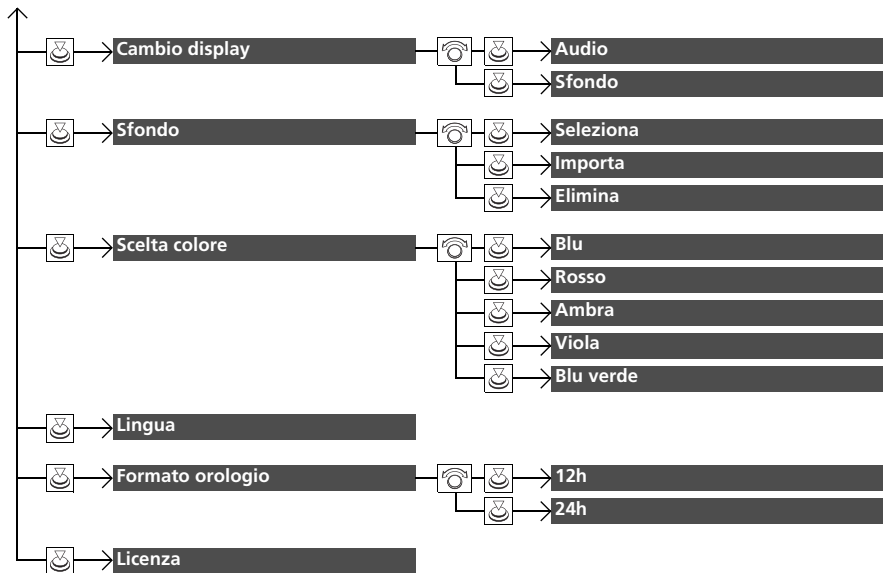 Cambio display
Audio
Sfondo
Sfondo
Seleziona
Importa
Elimina
Scelta colore
Blu
Rosso
Ambra
Viola
Blu verde
Lingua
Formato orologio
12h
24h
Licenza